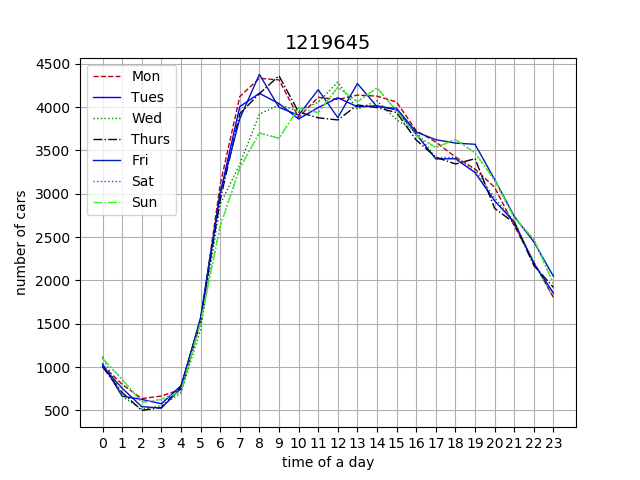 1219645
4500
4000
3500
3000
2500
2000
1500
1000
500
number of cars
Mon
Tues
Wed
Thurs
Fri
Sat
Sun
0 1 2 3 4 5 6 7 8 9 10 11 12 13 14 15 16 17 18 19 20 21 22 23
time of a day